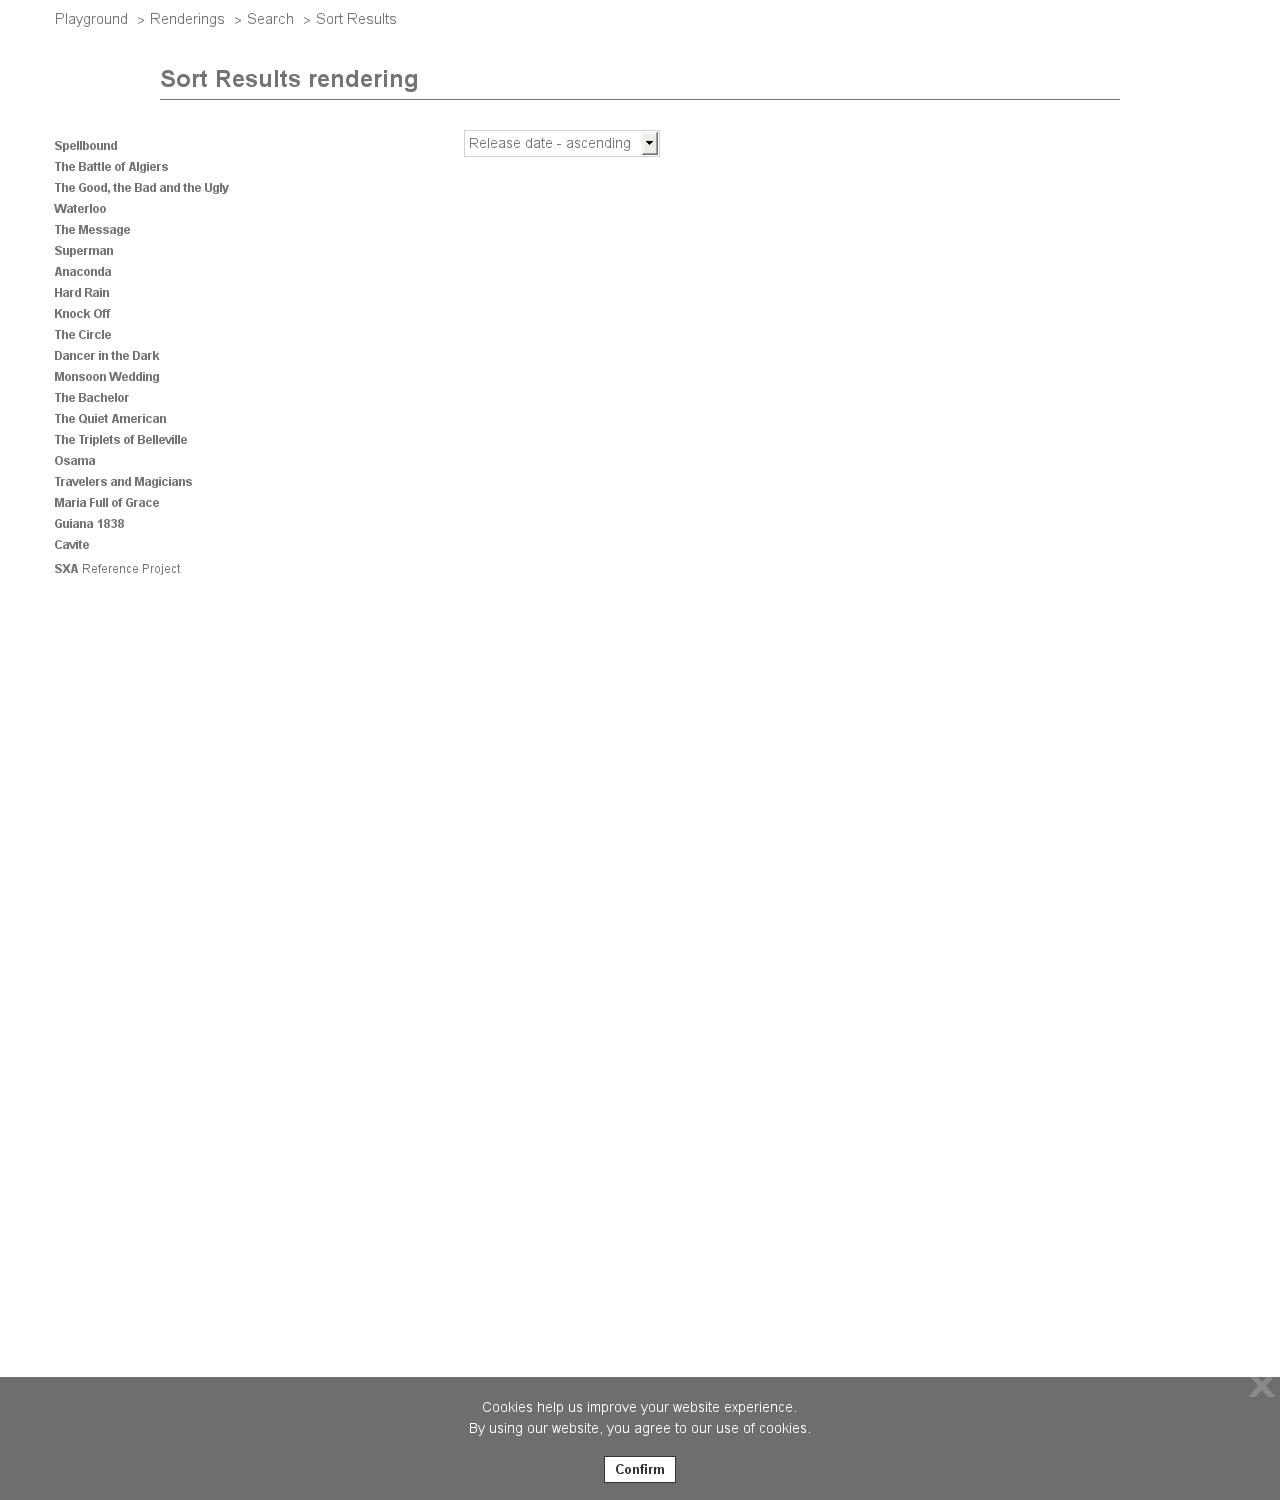 Playground > Renderings > Search > Sort Results
Sort Results rendering
Release date - ascending
Spellbound
The Battle of Algiers
The Good, the Bad and the Ugly
Waterloo
The Message
Superman
Anaconda
Hard Rain
Knock Off
The Circle
Dancer in the Dark
Monsoon Wedding
The Bachelor
The Quiet American
The Triplets of Belleville
Osama
Travelers and Magicians
Maria Full of Grace
Guiana 1838
Cavite
SXA Reference Project
X
Cookies help us improve your website experience.
By using our website, you agree to our use of cookies.
Confirm